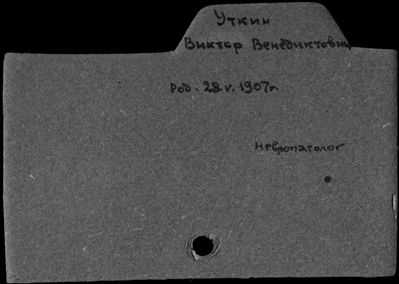 Уткин
Виктор Венедиктович
Род. 28.V.1907г.
Невропатолог